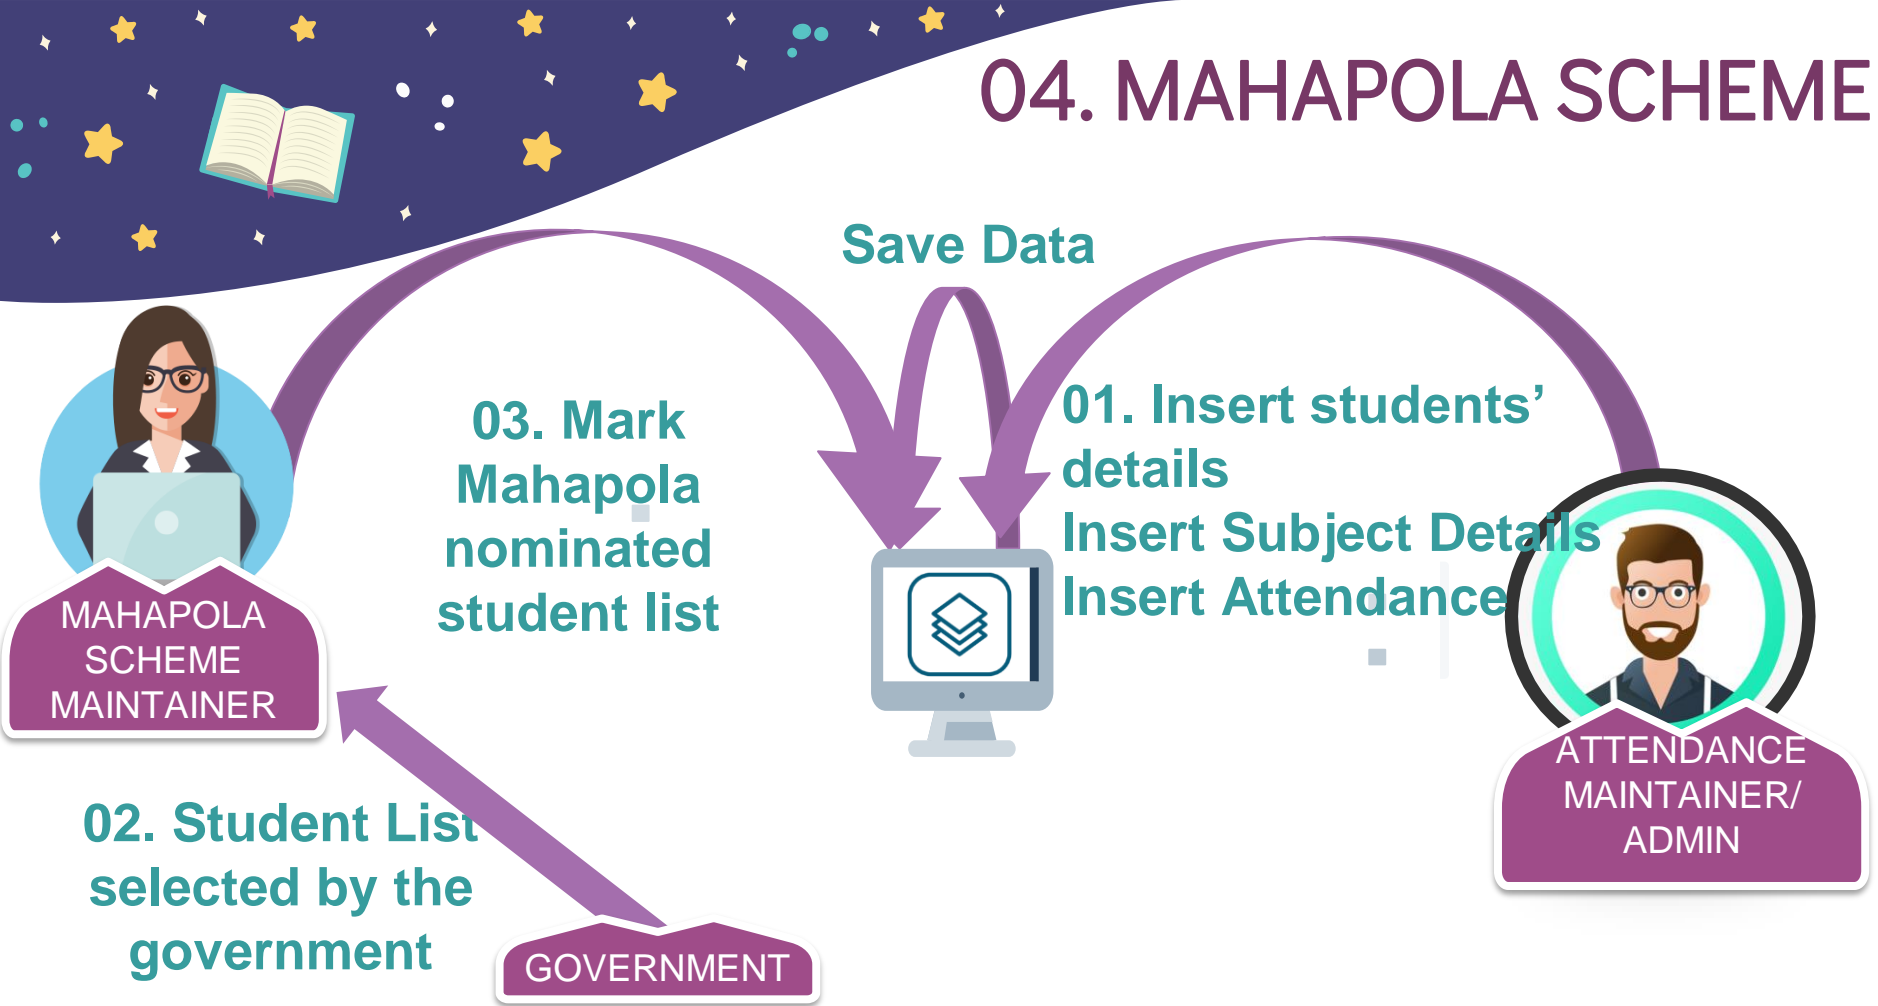 04. MAHAPOLA SCHEME
Save Data
03. Mark
Mahapola
nominated
student list
01. Insert students’
details
Insert Subject Details
Insert Attendance
MAHAPOLA
SCHEME
MAINTAINER
ATTENDANCE
MAINTAINER/
ADMIN
02. Student List
selected by the
government
GOVERNMENT